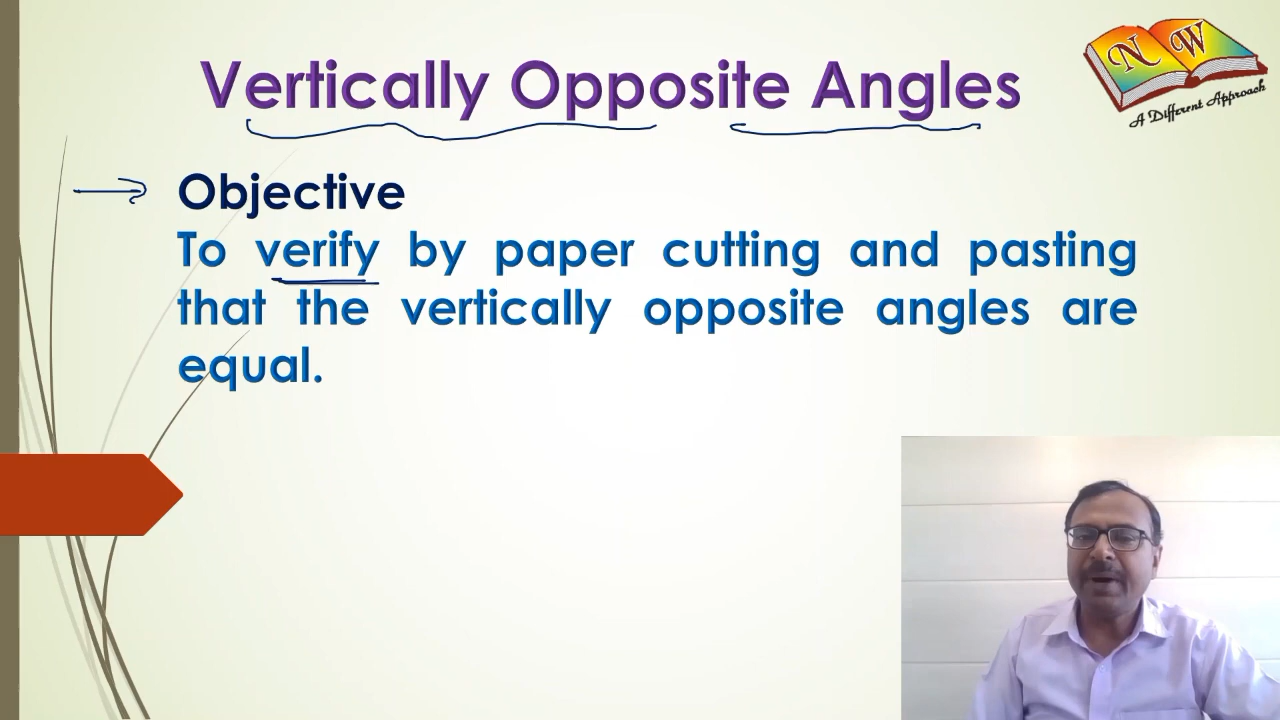 Vertically Opposite Angles
N W
A Different Approach
Objective
To verify by paper cutting and pasting
that the vertically opposite angles are
equal.